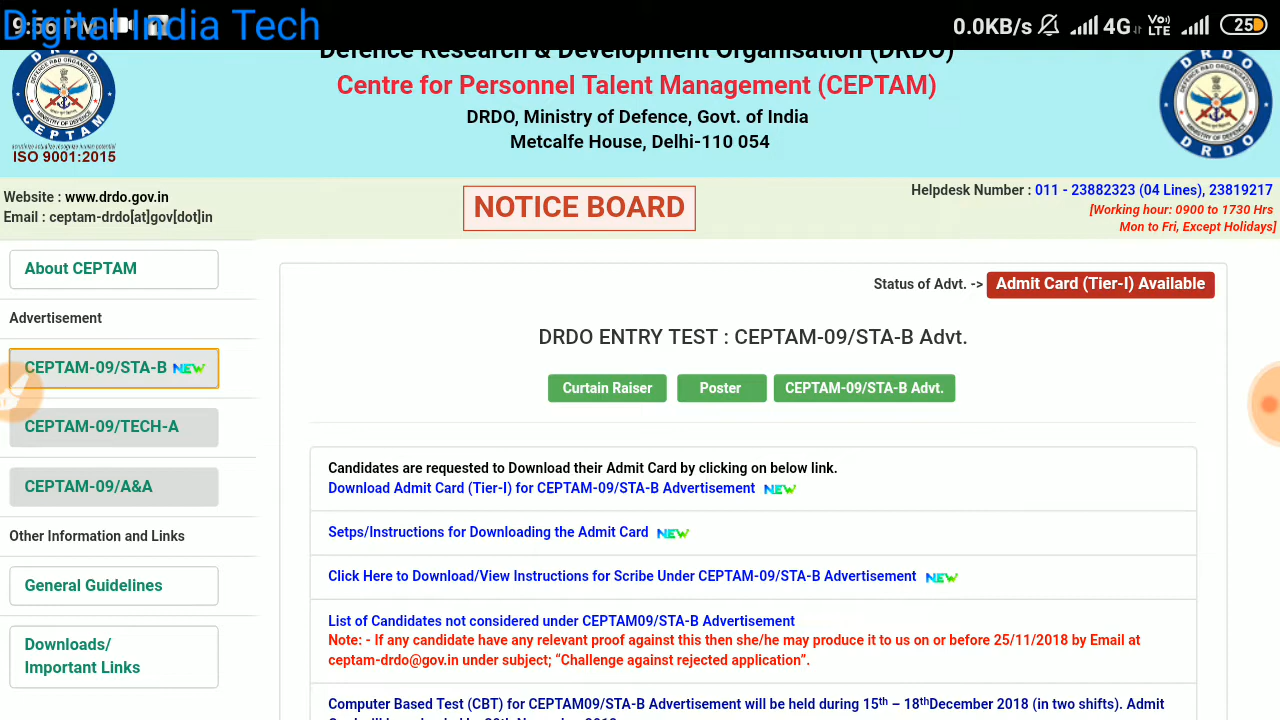 Digital India Tech
0.0KB/s 4G VoLTE 25
Defence Research & Development Organisation (DRDO)
Centre for Personnel Talent Management (CEPTAM)
DRDO, Ministry of Defence, Govt. of India
Metcalfe House, Delhi-110 054
CEPTAM
ISO 9001:2015
DRDO
Website : www.drdo.gov.in
Email : ceptam-drdo[at]gov[dot]in
NOTICE BOARD
Helpdesk Number : 011 - 23882323 (04 Lines), 23819217
[Working hour: 0900 to 1730 Hrs
Mon to Fri, Except Holidays]
About CEPTAM
Advertisement
CEPTAM-09/STA-B NEW
CEPTAM-09/TECH-A
CEPTAM-09/A&A
Other Information and Links
General Guidelines
Downloads/
Important Links
Status of Advt. -> Admit Card (Tier-I) Available
DRDO ENTRY TEST : CEPTAM-09/STA-B Advt.
Curtain Raiser Poster CEPTAM-09/STA-B Advt.
Candidates are requested to Download their Admit Card by clicking on below link.
Download Admit Card (Tier-I) for CEPTAM-09/STA-B Advertisement NEW
Setps/Instructions for Downloading the Admit Card NEW
Click Here to Download/View Instructions for Scribe Under CEPTAM-09/STA-B Advertisement NEW
List of Candidates not considered under CEPTAM09/STA-B Advertisement
Note: - If any candidate have any relevant proof against this then she/he may produce it to us on or before 25/11/2018 by Email at
ceptam-drdo@gov.in under subject; “Challenge against rejected application”.
Computer Based Test (CBT) for CEPTAM09/STA-B Advertisement will be held during 15th – 18thDecember 2018 (in two shifts). Admit